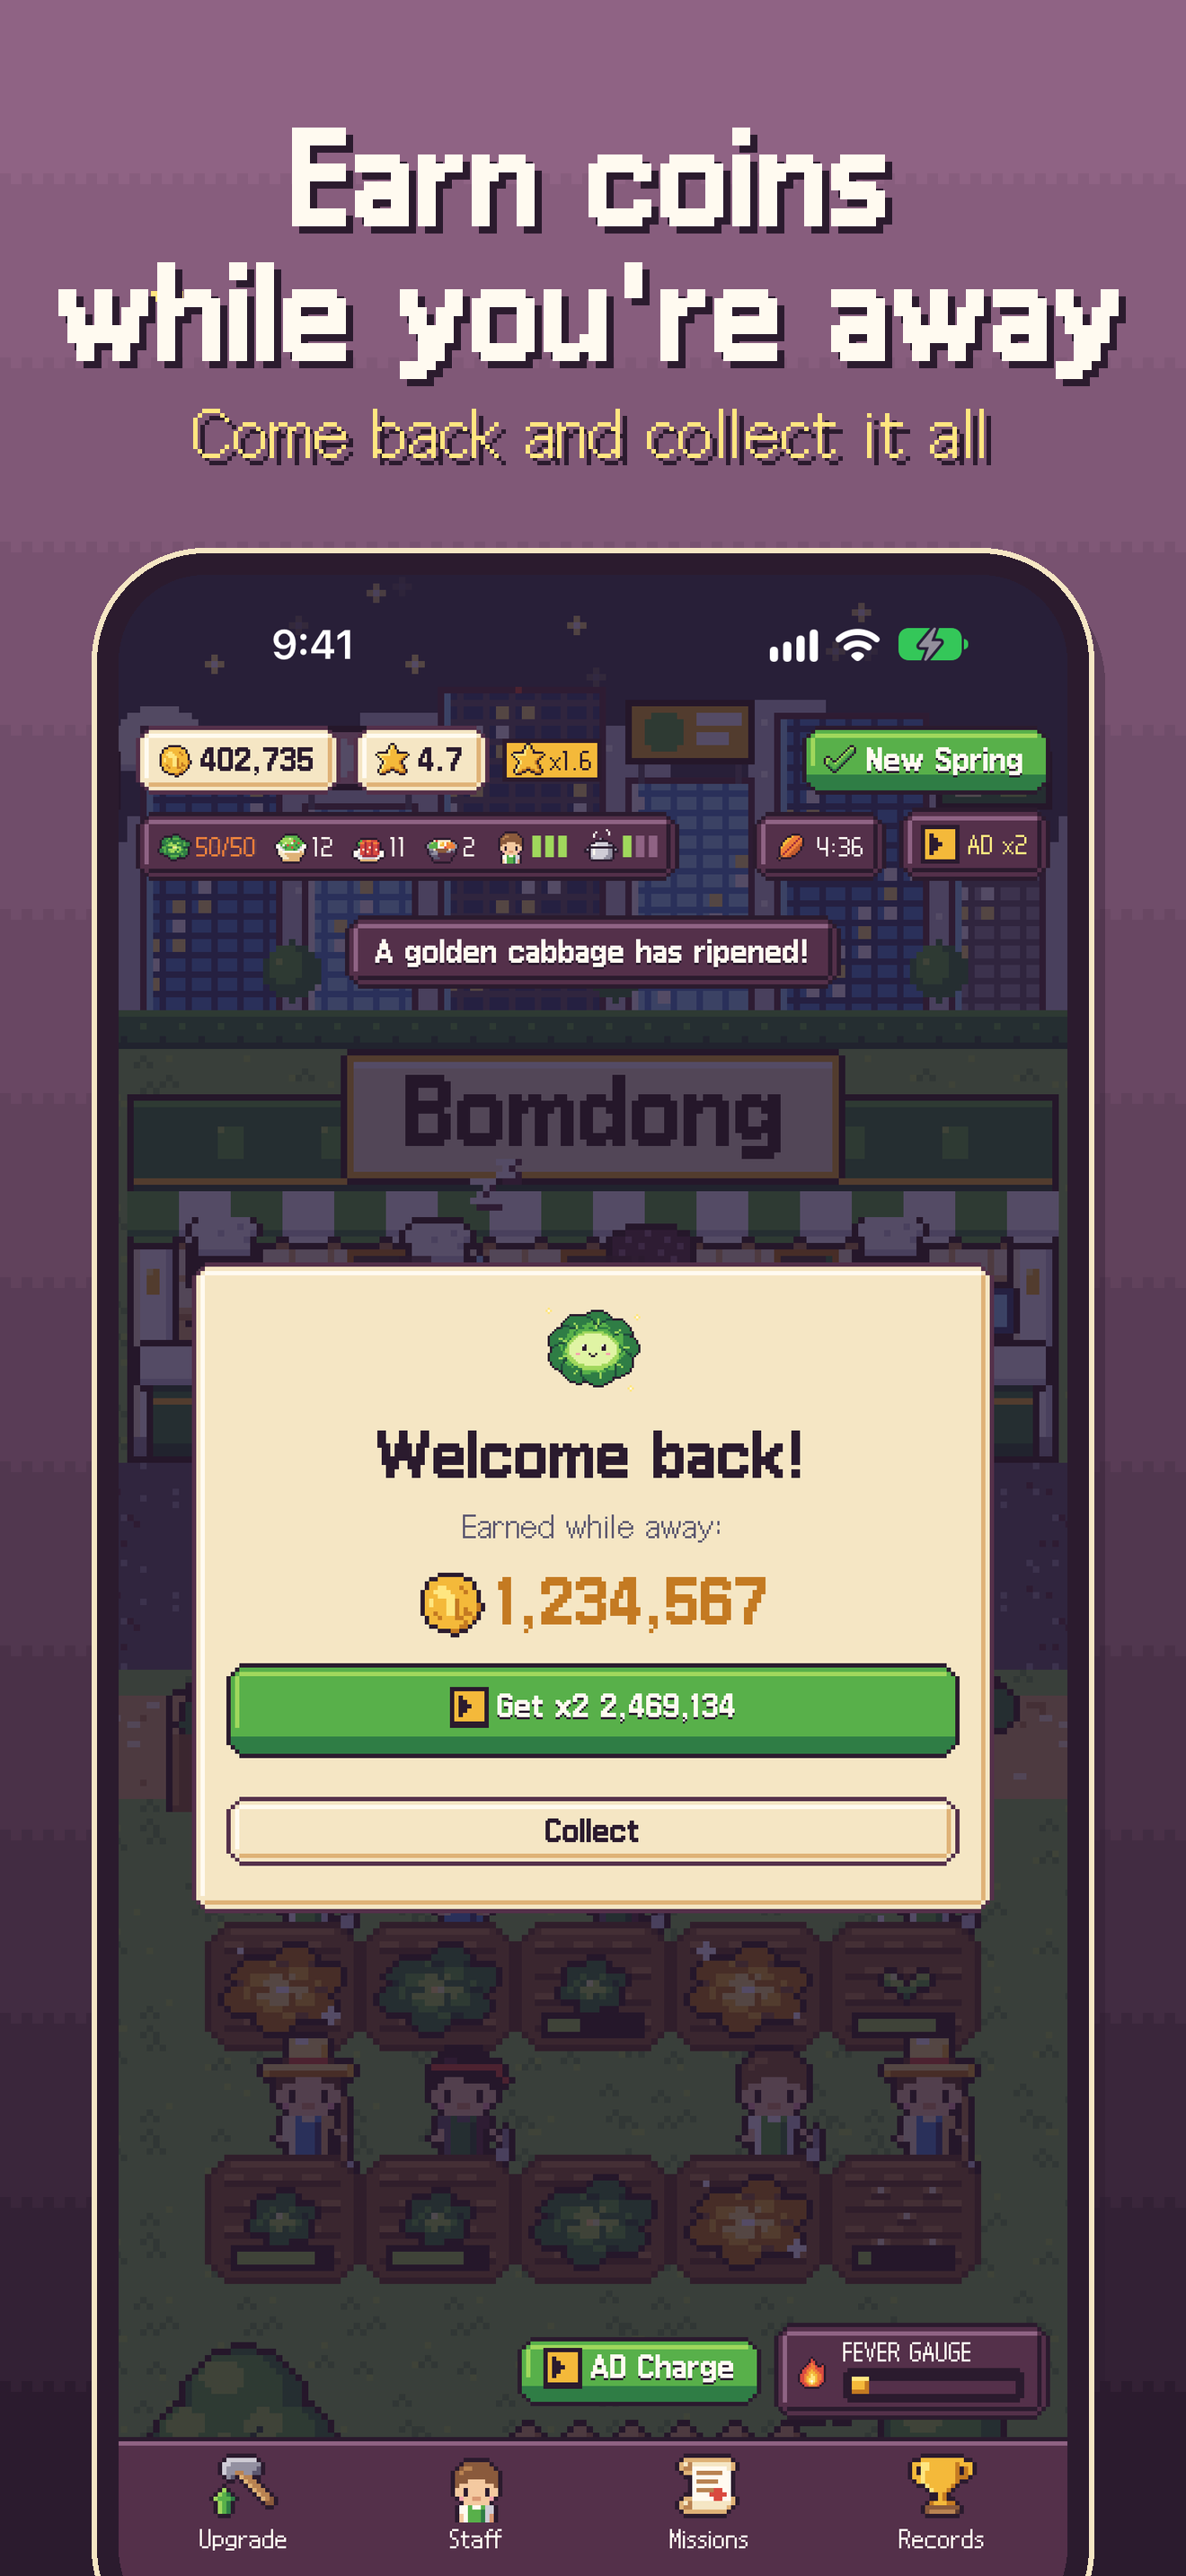 Earn coins
while you're away
Come back and collect it all
9:41
402,735 4.7 x1.6 New Spring
50/50 12 11 2 4:36 AD x2
A golden cabbage has ripened!
Bomdong
Welcome back!
Earned while away:
1,234,567
Get x2 2,469,134
Collect
AD Charge
FEVER GAUGE
Upgrade Staff Missions Records